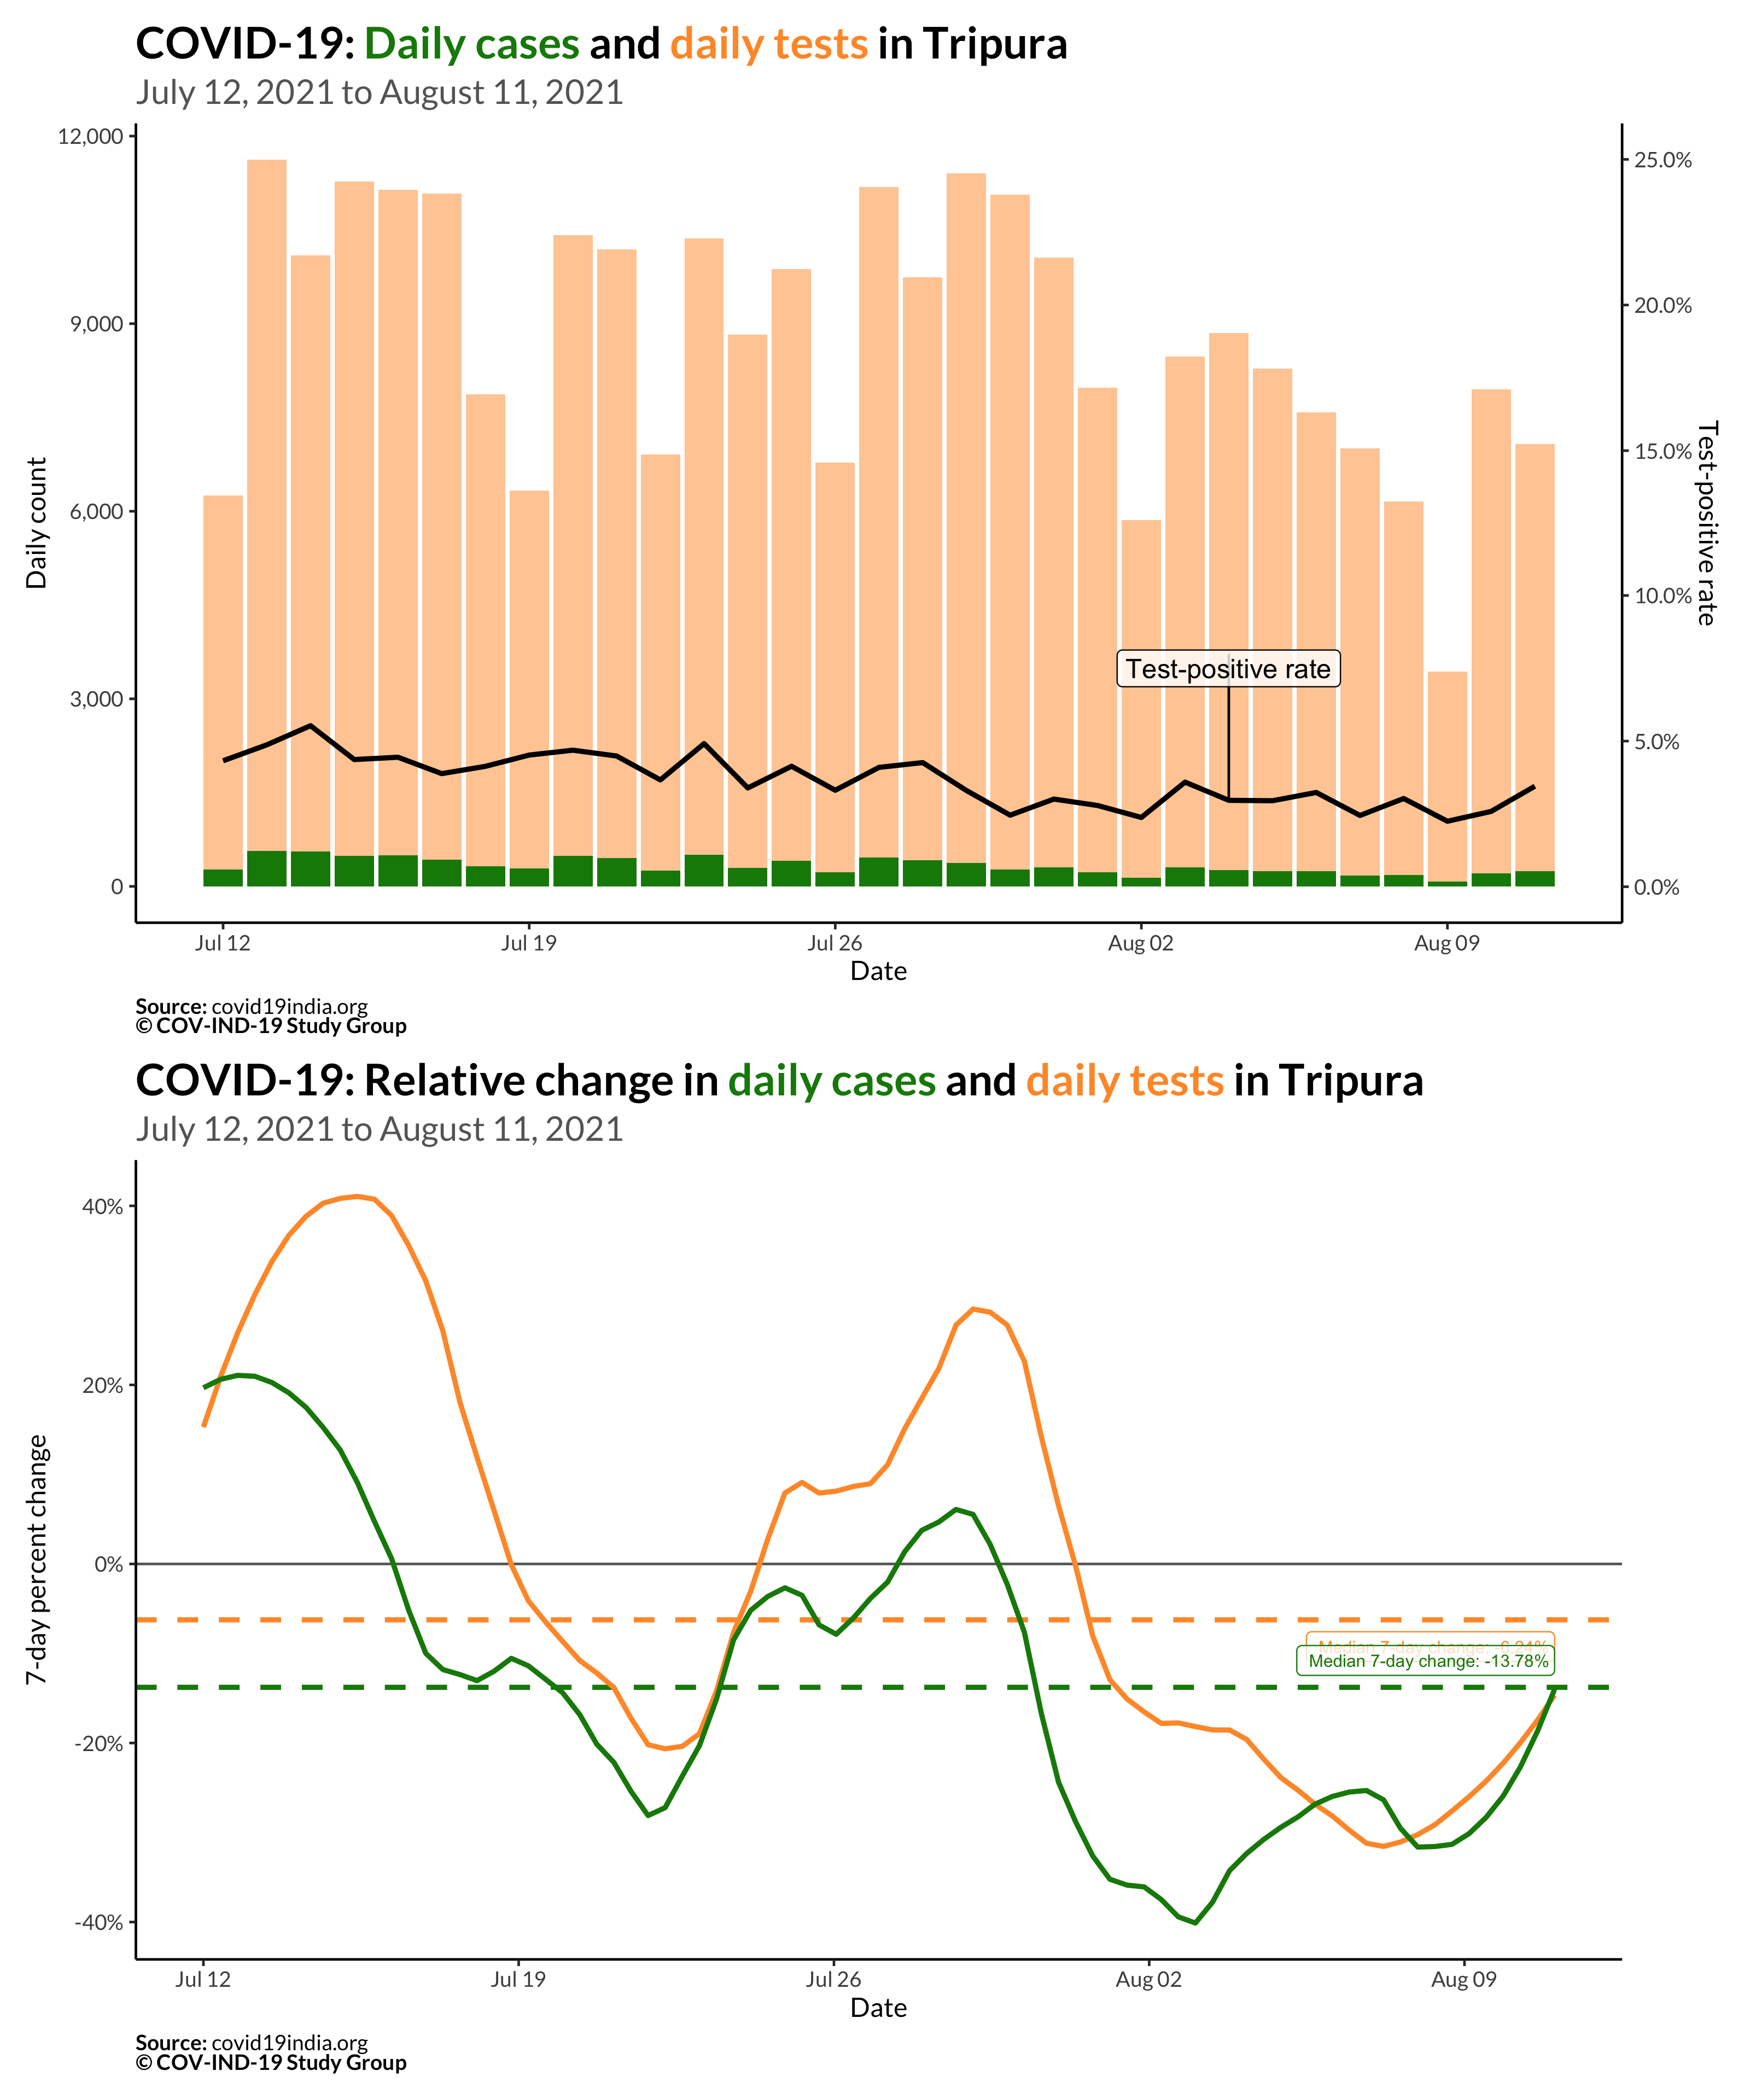 COVID-19: Daily cases and daily tests in Tripura
July 12, 2021 to August 11, 2021
12,000
9,000
6,000
3,000
0
Daily count
25.0%
20.0%
15.0%
10.0%
5.0%
0.0%
Test-positive rate
Test-positive rate
Jul 12
Jul 19
Jul 26
Aug 02
Aug 09
Date
Source: covid19india.org
© COV-IND-19 Study Group
COVID-19: Relative change in daily cases and daily tests in Tripura
July 12, 2021 to August 11, 2021
40%
20%
0%
-20%
-40%
7-day percent change
Median 7-day change: -6.24%
Median 7-day change: -13.78%
Jul 12
Jul 19
Jul 26
Aug 02
Aug 09
Date
Source: covid19india.org
© COV-IND-19 Study Group